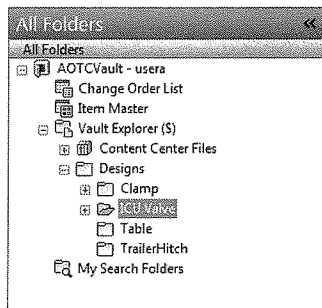 All Folders «
All Folders
AOTCVault - usera
Change Order List
Item Master
Vault Explorer ($)
Content Center Files
Designs
Clamp
ICU Valve
Table
TrailerHitch
My Search Folders